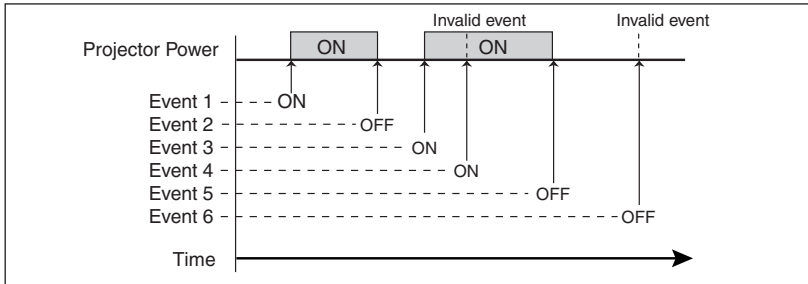 Invalid event Invalid event
Projector Power ON ON
Event 1 ON
Event 2 OFF
Event 3 ON
Event 4 ON
Event 5 OFF
Event 6 OFF
Time